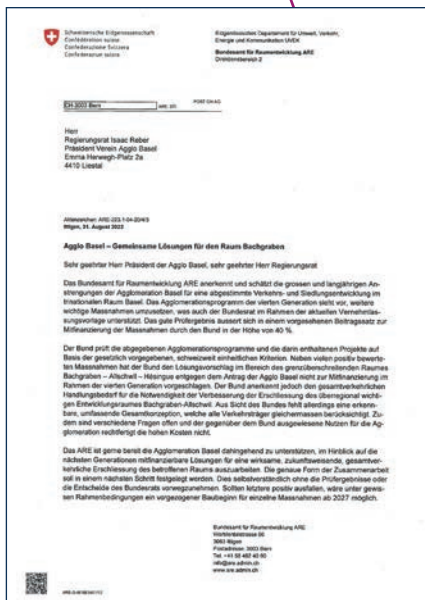 Schweizerische Eidgenossenschaft
Confédération suisse
Confederazione Svizzera
Confederaziun svizra
Eidgenössisches Departement für Umwelt, Verkehr,
Energie und Kommunikation UVEK
Bundesamt für Raumentwicklung ARE
Direktionsbereich 2
CH-3003 Bern
POST CH AG
Herr
Regierungsrat Isaac Reber
Präsident Verein Agglo Basel
Emma Herwegh-Platz 2a
4410 Liestal
Aktenzeichen:
Ittigen, 31. August 2022
Agglo Basel – Gemeinsame Lösungen für den Raum Bachgraben
Sehr geehrter Herr Präsident der Agglo Basel, sehr geehrter Herr Regierungsrat
Das Bundesamt für Raumentwicklung ARE anerkennt und schätzt die grossen und langjährigen An-
strengungen der Agglomeration Basel für eine abgestimmte Verkehrs- und Siedlungsentwicklung im
trinationalen Raum Basel. Das Agglomerationsprogramm der vierten Generation sieht vor, weitere
wichtige Massnahmen umzusetzen, was auch der Bundesrat im Rahmen der aktuellen Vernehmlas-
sungsvorlage unterstützt. Das gute Prüfergebnis äussert sich in einem vorgesehenen Beitragssatz zur
Mitfinanzierung der Massnahmen durch den Bund in der Höhe von 40 %.
Der Bund prüft die abgegebenen Agglomerationsprogramme und die darin enthaltenen Projekte auf
Basis der gesetzlich vorgegebenen, schweizweit einheitlichen Kriterien. Neben vielen positiv bewerte-
ten Massnahmen hat der Bund den Lösungsvorschlag im Bereich des grenzüberschreitenden Raumes
Bachgraben – Allschwil – Hésingue entgegen dem Antrag der Agglo Basel nicht zur Mitfinanzierung im
Rahmen der vierten Generation vorgeschlagen. Der Bund anerkennt jedoch den gesamtverkehrlichen
Handlungsbedarf für die Notwendigkeit der Verbesserung der Erschliessung des überregional wichti-
gen Entwicklungsraumes Bachgraben-Allschwil. Aus Sicht des Bundes fehlt allerdings eine erkenn-
bare, umfassende Gesamtkonzeption, welche alle Verkehrsträger gleichermassen berücksichtigt. Zu-
dem sind verschiedene Fragen offen und der gegenüber dem Bund ausgewiesene Nutzen für die Ag-
glomeration rechtfertigt die hohen Kosten nicht.
Das ARE ist gerne bereit die Agglomeration Basel dahingehend zu unterstützen, im Hinblick auf die
nächsten Generationen mitfinanzierbare Lösungen für eine wirksame, zukunftsweisende, gesamtver-
kehrliche Erschliessung des betroffenen Raums auszuarbeiten. Die genaue Form der Zusammenarbeit
soll in einem nächsten Schritt festgelegt werden. Dies selbstverständlich ohne die Prüfergebnisse oder
die Entscheide des Bundesrats vorwegzunehmen. Sollten letztere positiv ausfallen, wäre unter gewis-
sen Rahmenbedingungen ein vorgezogener Baubeginn für einzelne Massnahmen ab 2027 möglich.
Bundesamt für Raumentwicklung ARE
Worblentalstrasse 66
3063 Ittigen
Postadresse: 3003 Bern
Tel. +41 58 462 40 60
info@are.admin.ch
www.are.admin.ch